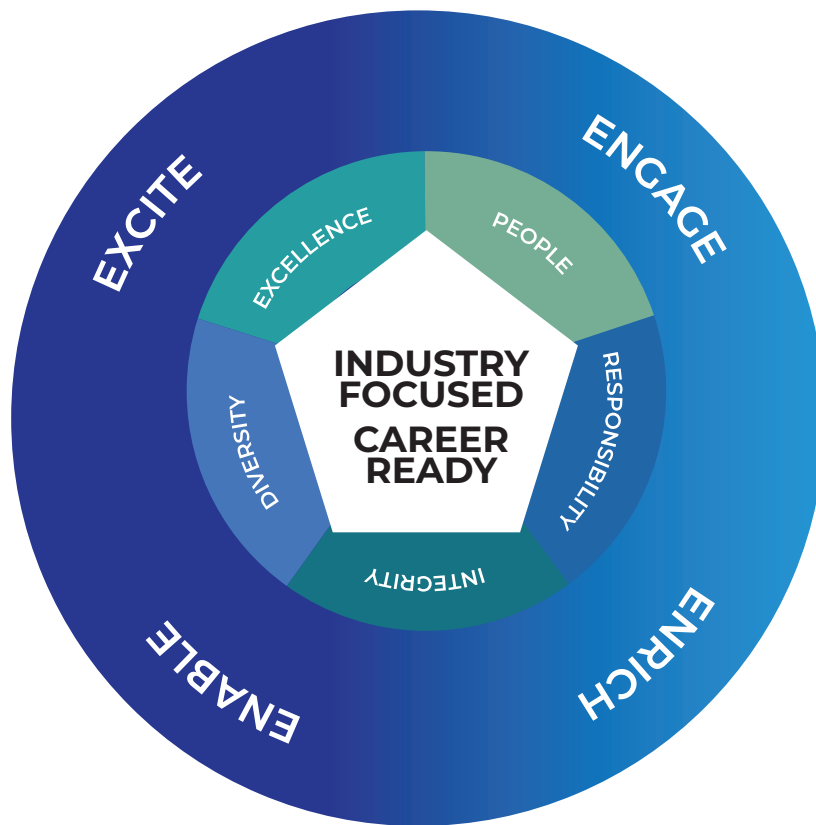 EXCITE
ENGAGE
ENRICH
ENABLE
EXCELLENCE
PEOPLE
RESPONSIBILITY
INTEGRITY
DIVERSITY
INDUSTRY
FOCUSED
CAREER
READY